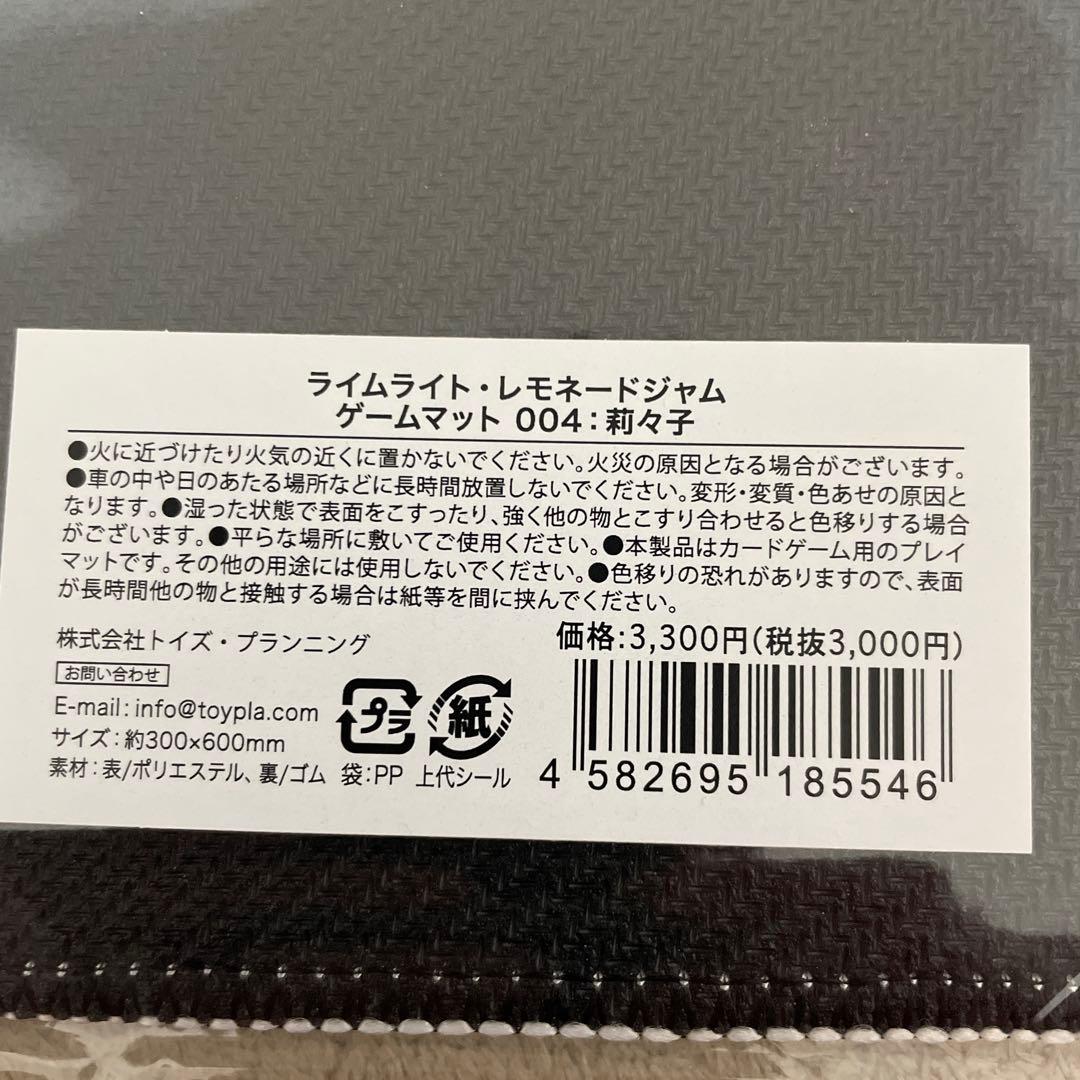 ライムライト・レモネードジャム
ゲームマット 004：莉々子
●火に近づけたり火気の近くに置かないでください。火災の原因となる場合がございます。
●車の中や日のあたる場所などに長時間放置しないでください。変形・変質・色あせの原因と
なります。●湿った状態で表面をこすったり、強く他の物とこすり合わせると色移りする場合
がございます。●平らな場所に敷いてご使用ください。●本製品はカードゲーム用のプレイ
マットです。その他の用途には使用しないでください。●色移りの恐れがありますので、表面
が長時間他の物と接触する場合は紙等を間に挟んでください。
株式会社トイズ・プランニング
お問い合わせ
E-mail：info@toypla.com
サイズ：約300×600mm
素材：表/ポリエステル、裏/ゴム 袋：PP 上代シール
プラ
紙
価格：3,300円(税抜3,000円)
4 582695 185546